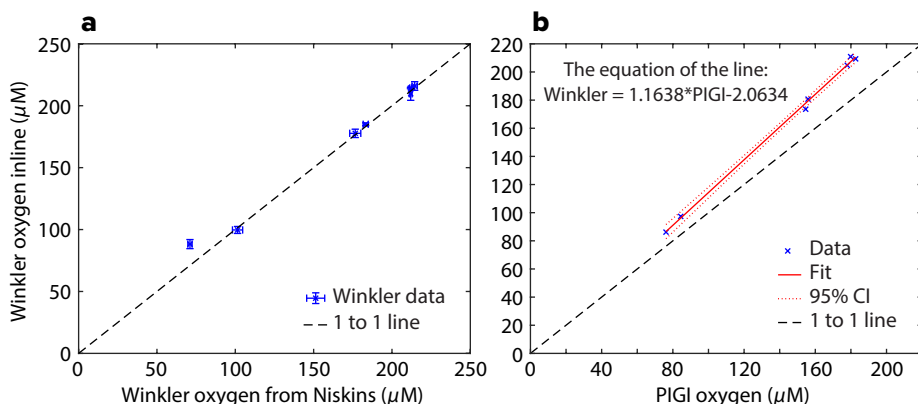 a
250
200
150
100
50
0
0 50 100 150 200 250
Winkler oxygen inline (µM)
Winkler oxygen from Niskins (µM)
Winkler data
1 to 1 line
b
220
200
180
160
140
120
100
80
60
40
20
0
0 40 80 120 160 200
The equation of the line:
Winkler = 1.1638*PIGI-2.0634
Data
Fit
95% CI
1 to 1 line
PIGI oxygen (µM)